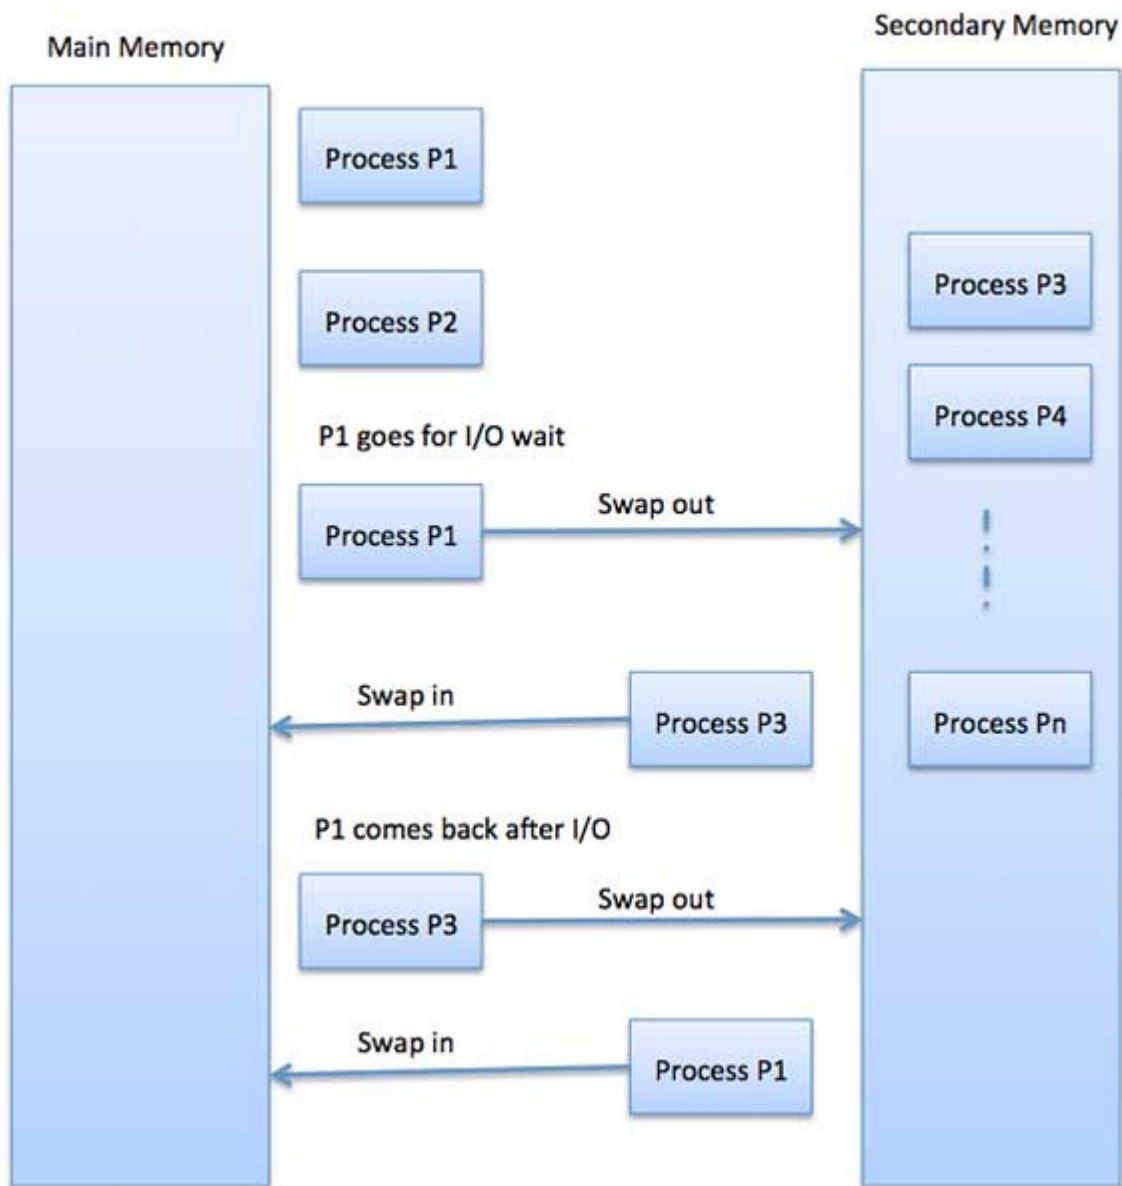 Main Memory
Secondary Memory
Process P1
Process P3
Process P2
Process P4
P1 goes for I/O wait
Swap out
Process P1
Swap in
Process P3
Process Pn
P1 comes back after I/O
Swap out
Process P3
Swap in
Process P1